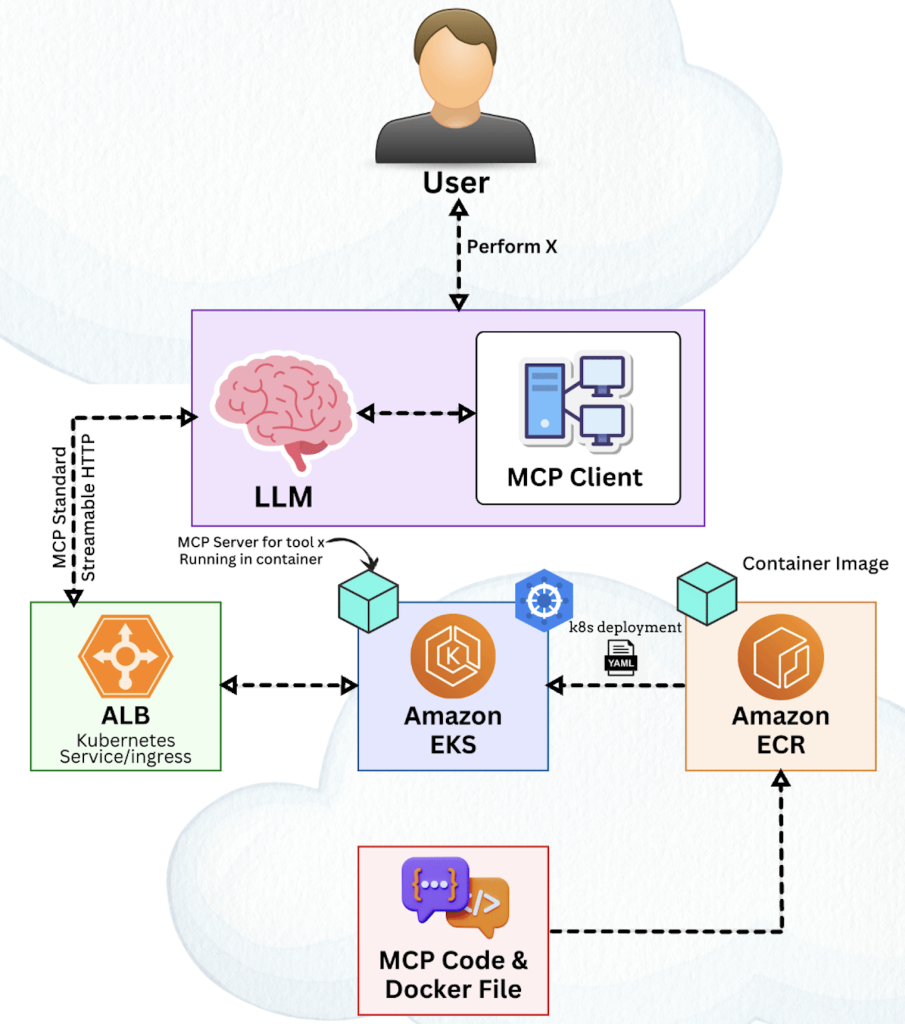 User
Perform X
MCP Client
LLM
MCP Standard
Streamable HTTP
MCP Server for tool x
Running in container
Container Image
k8s deployment
YAML
K
ALB
Kubernetes
Service/ingress
Amazon
EKS
Amazon
ECR
{...}
</>
MCP Code &
Docker File